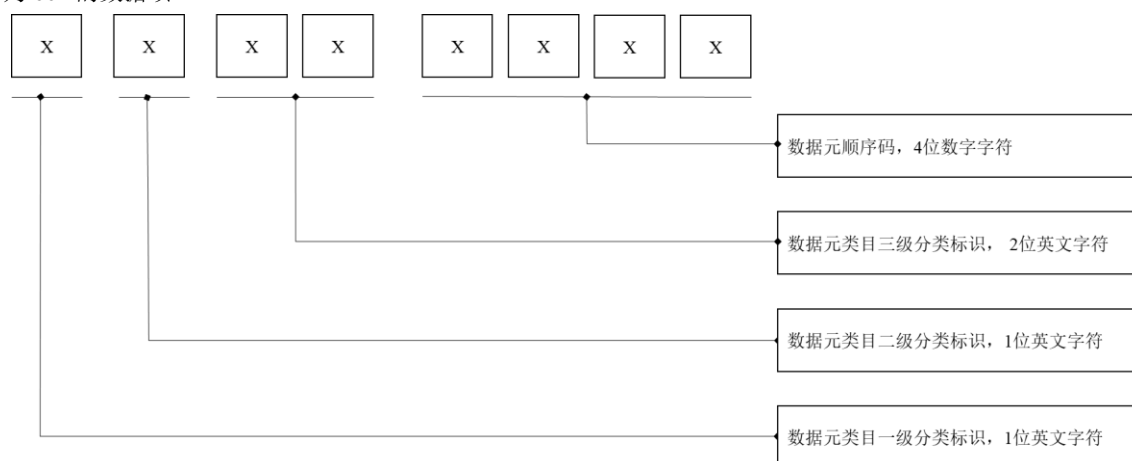 X X X X X X X X
数据元顺序码，4位数字字符
数据元类目三级分类标识， 2位英文字符
数据元类目二级分类标识，1位英文字符
数据元类目一级分类标识，1位英文字符